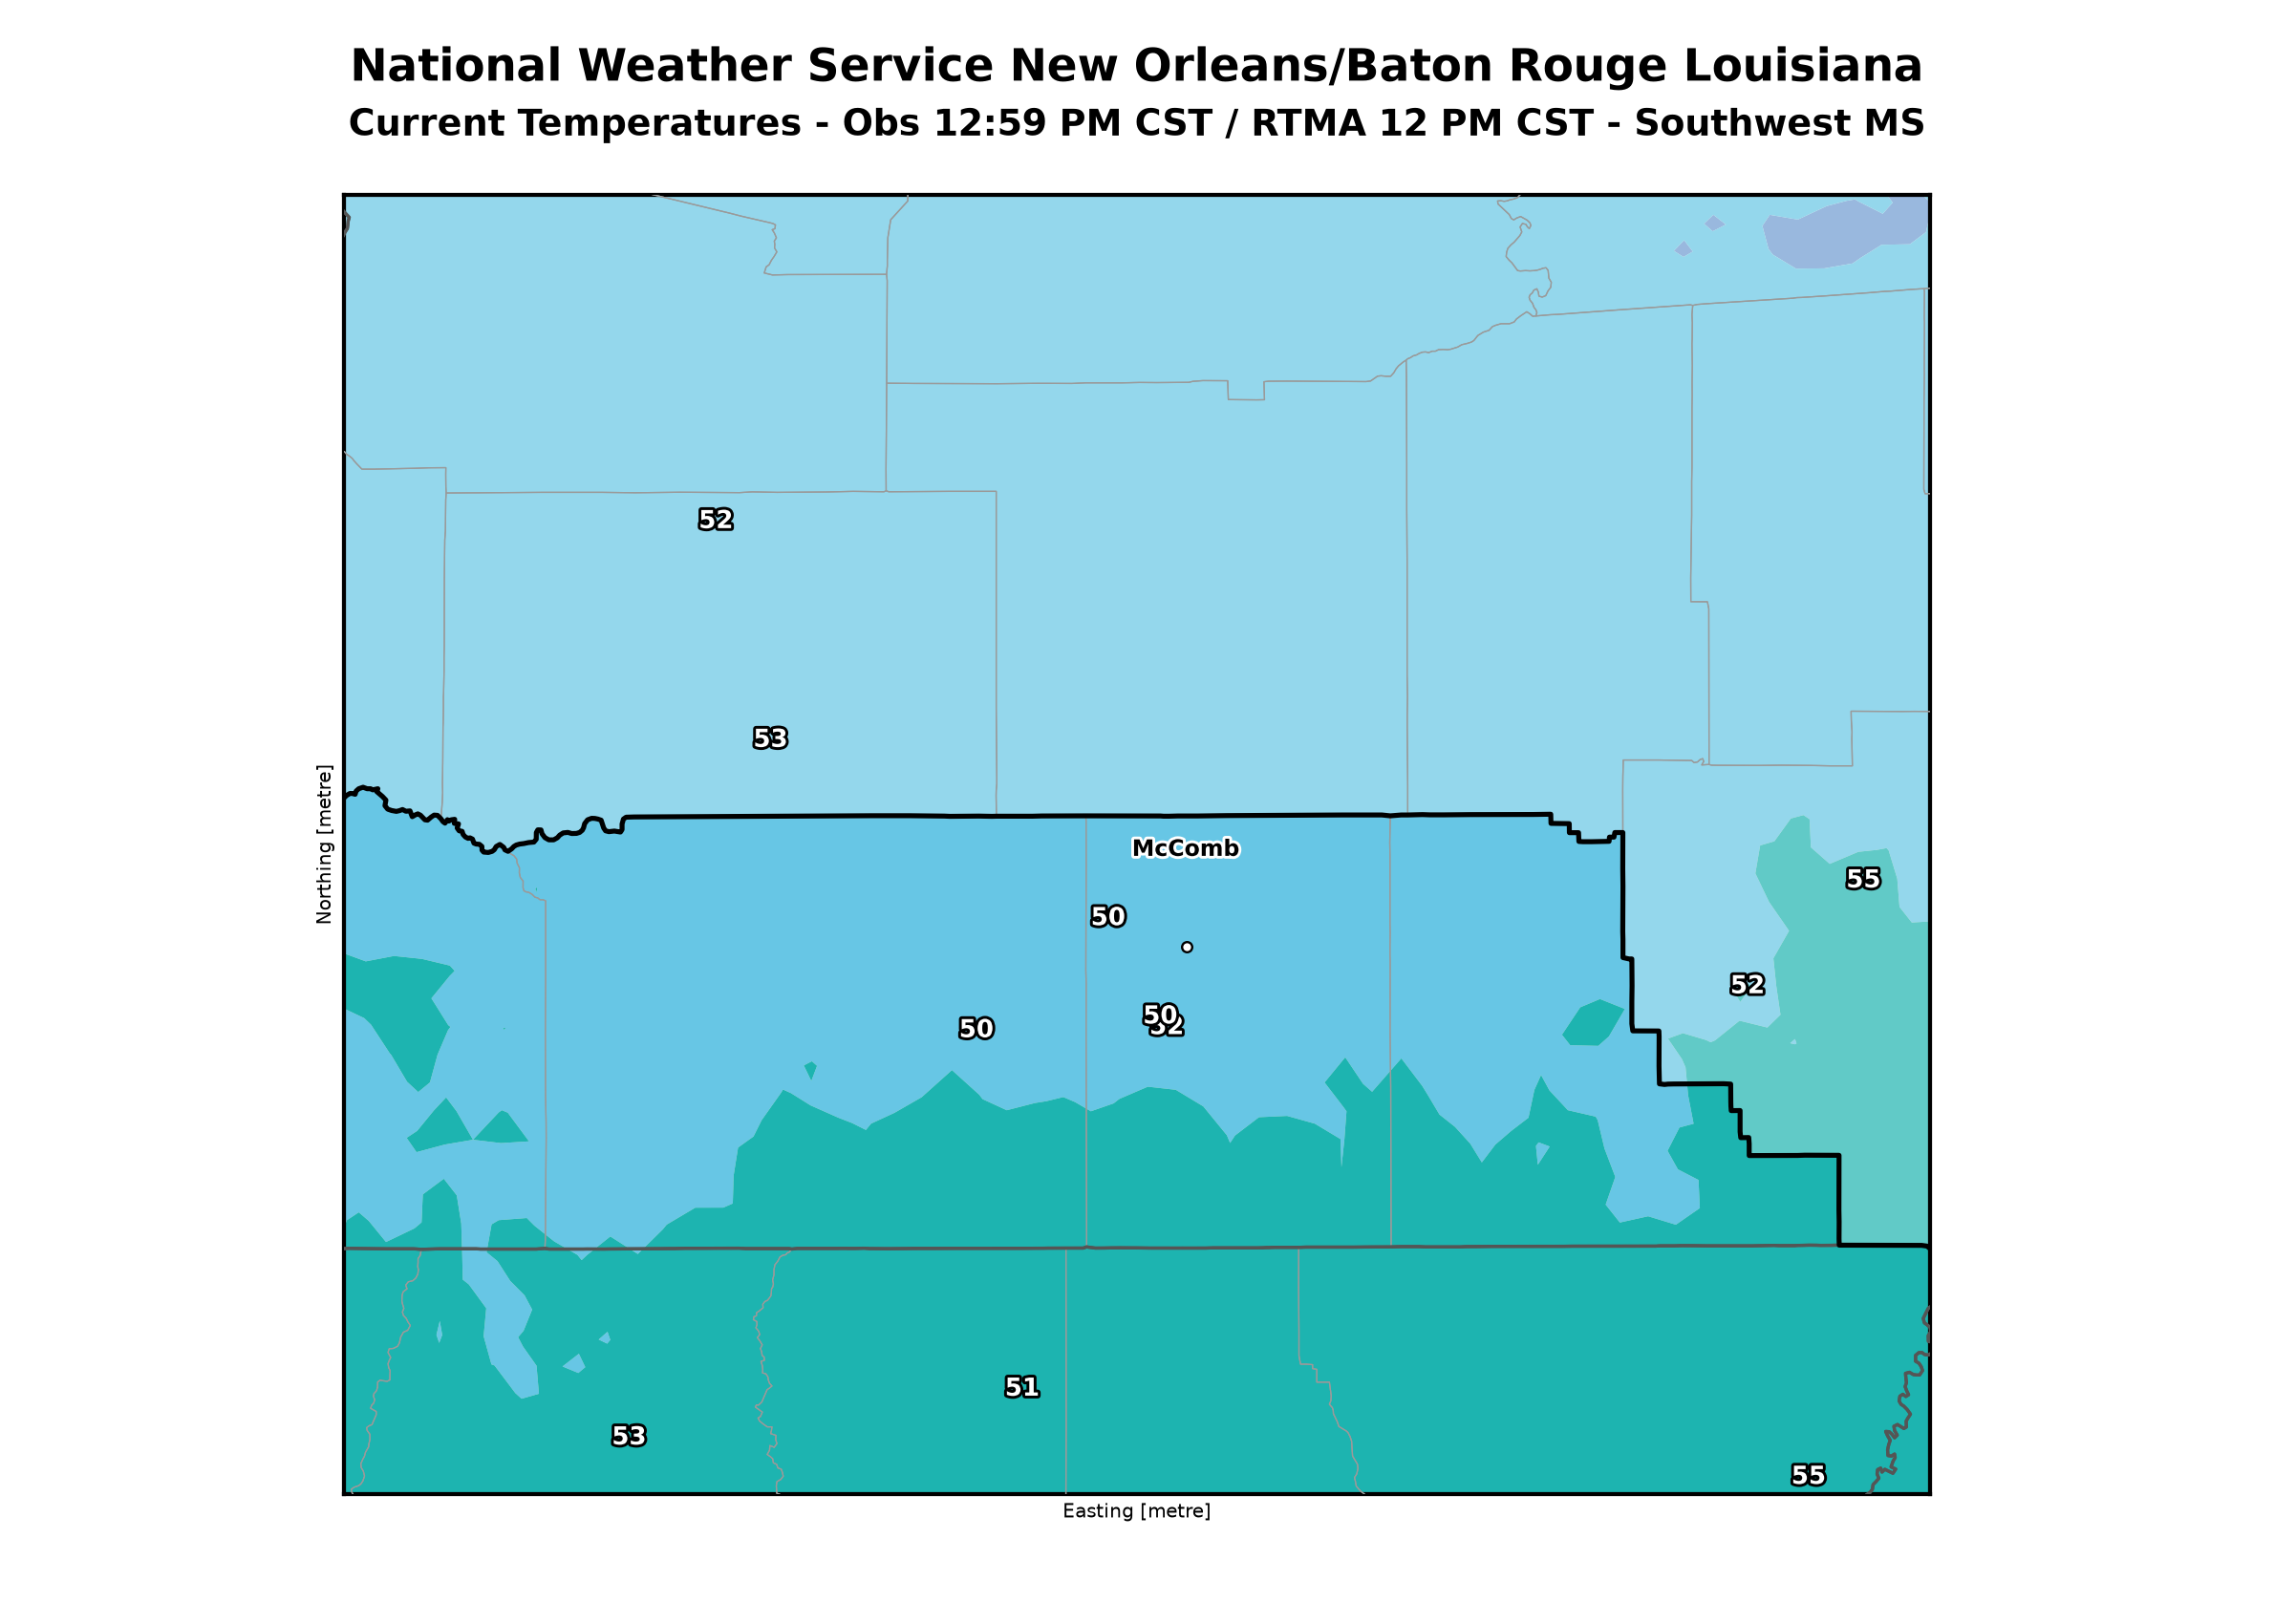 National Weather Service New Orleans/Baton Rouge Louisiana
Current Temperatures - Obs 12:59 PM CST / RTMA 12 PM CST - Southwest MS
52
53
McComb
55
50
52
50
50
51
53
55
Northing [metre]
Easting [metre]